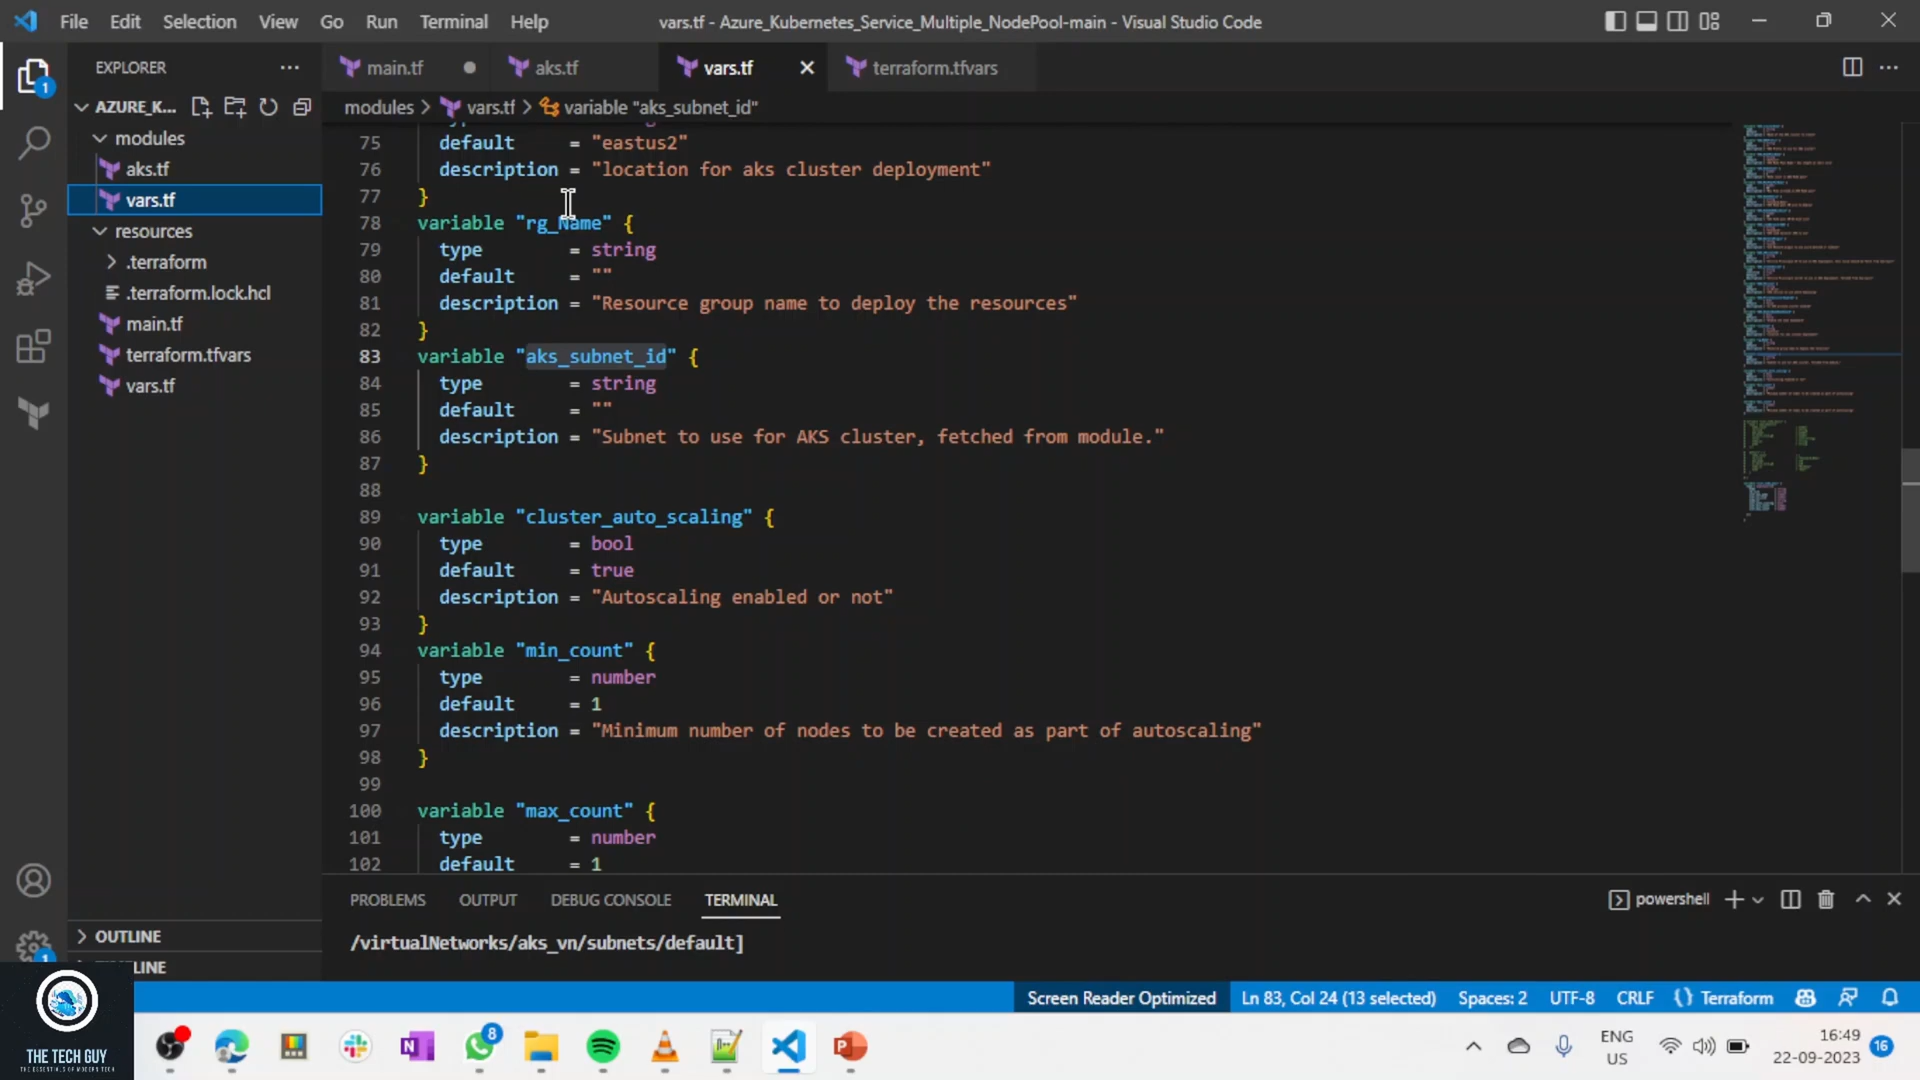 File Edit Selection View Go Run Terminal Help
vars.tf - Azure_Kubernetes_Service_Multiple_NodePool-main - Visual Studio Code
1
EXPLORER
AZURE_K...
modules
aks.tf
vars.tf
resources
.terraform
.terraform.lock.hcl
main.tf
terraform.tfvars
vars.tf
OUTLINE
LINE
1
main.tf
aks.tf
vars.tf
terraform.tfvars
modules > vars.tf > variable "aks_subnet_id"
75 default = "eastus2"
76 description = "location for aks cluster deployment"
77 }
78 variable "rg_Name" {
79 type = string
80 default = ""
81 description = "Resource group name to deploy the resources"
82 }
83 variable "aks_subnet_id" {
84 type = string
85 default = ""
86 description = "Subnet to use for AKS cluster, fetched from module."
87 }
88
89 variable "cluster_auto_scaling" {
90 type = bool
91 default = true
92 description = "Autoscaling enabled or not"
93 }
94 variable "min_count" {
95 type = number
96 default = 1
97 description = "Minimum number of nodes to be created as part of autoscaling"
98 }
99
100 variable "max_count" {
101 type = number
102 default = 1
PROBLEMS OUTPUT DEBUG CONSOLE TERMINAL
powershell
/virtualNetworks/aks_vn/subnets/default]
Screen Reader Optimized Ln 83, Col 24 (13 selected) Spaces: 2 UTF-8 CRLF {} Terraform
THE TECH GUY
8
ENG
US
16:49
22-09-2023
16